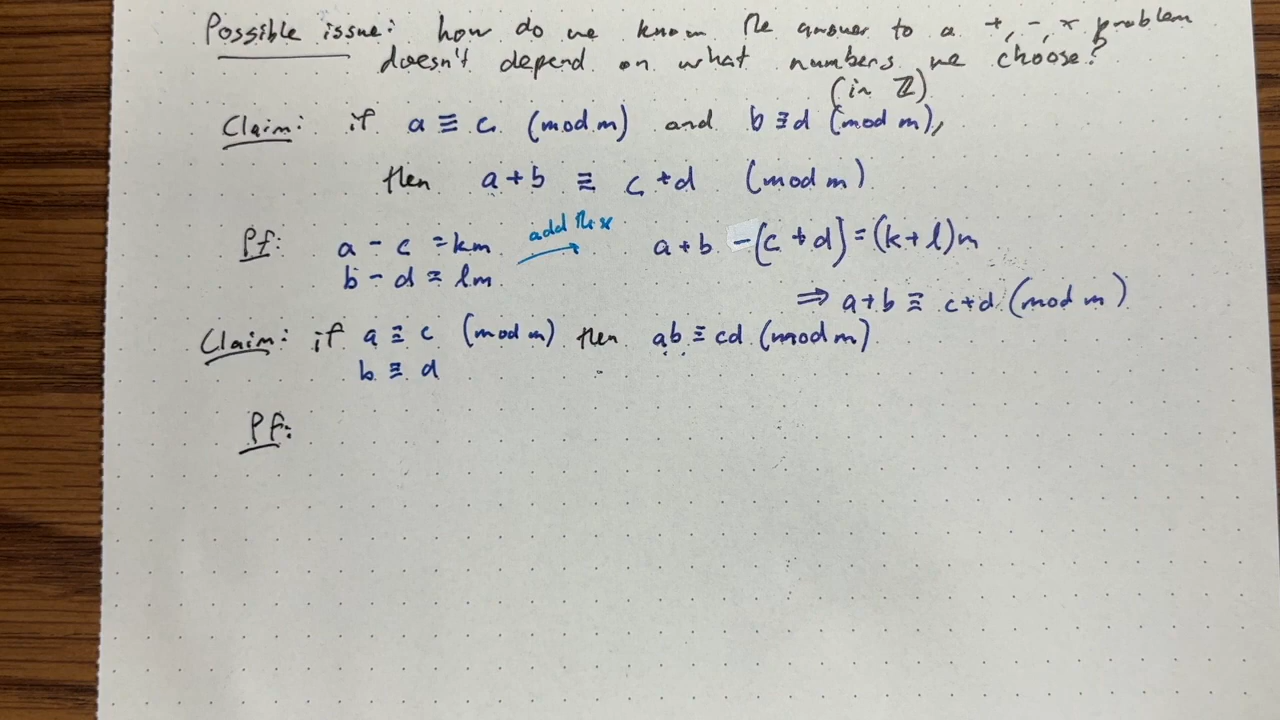 Possible issue: how do we know the answer to a +, -, × problem
doesn't depend on what numbers we choose?
(in ℤ)
Claim: if a ≡ c (mod m) and b ≡ d (mod m),
then a + b ≡ c + d (mod m)
Pf: a - c = km add these a + b - (c + d) = (k + l)m
b - d = lm
⇒ a + b ≡ c + d (mod m)
Claim: if a ≡ c (mod m) then ab ≡ cd (mod m)
b ≡ d
Pf: